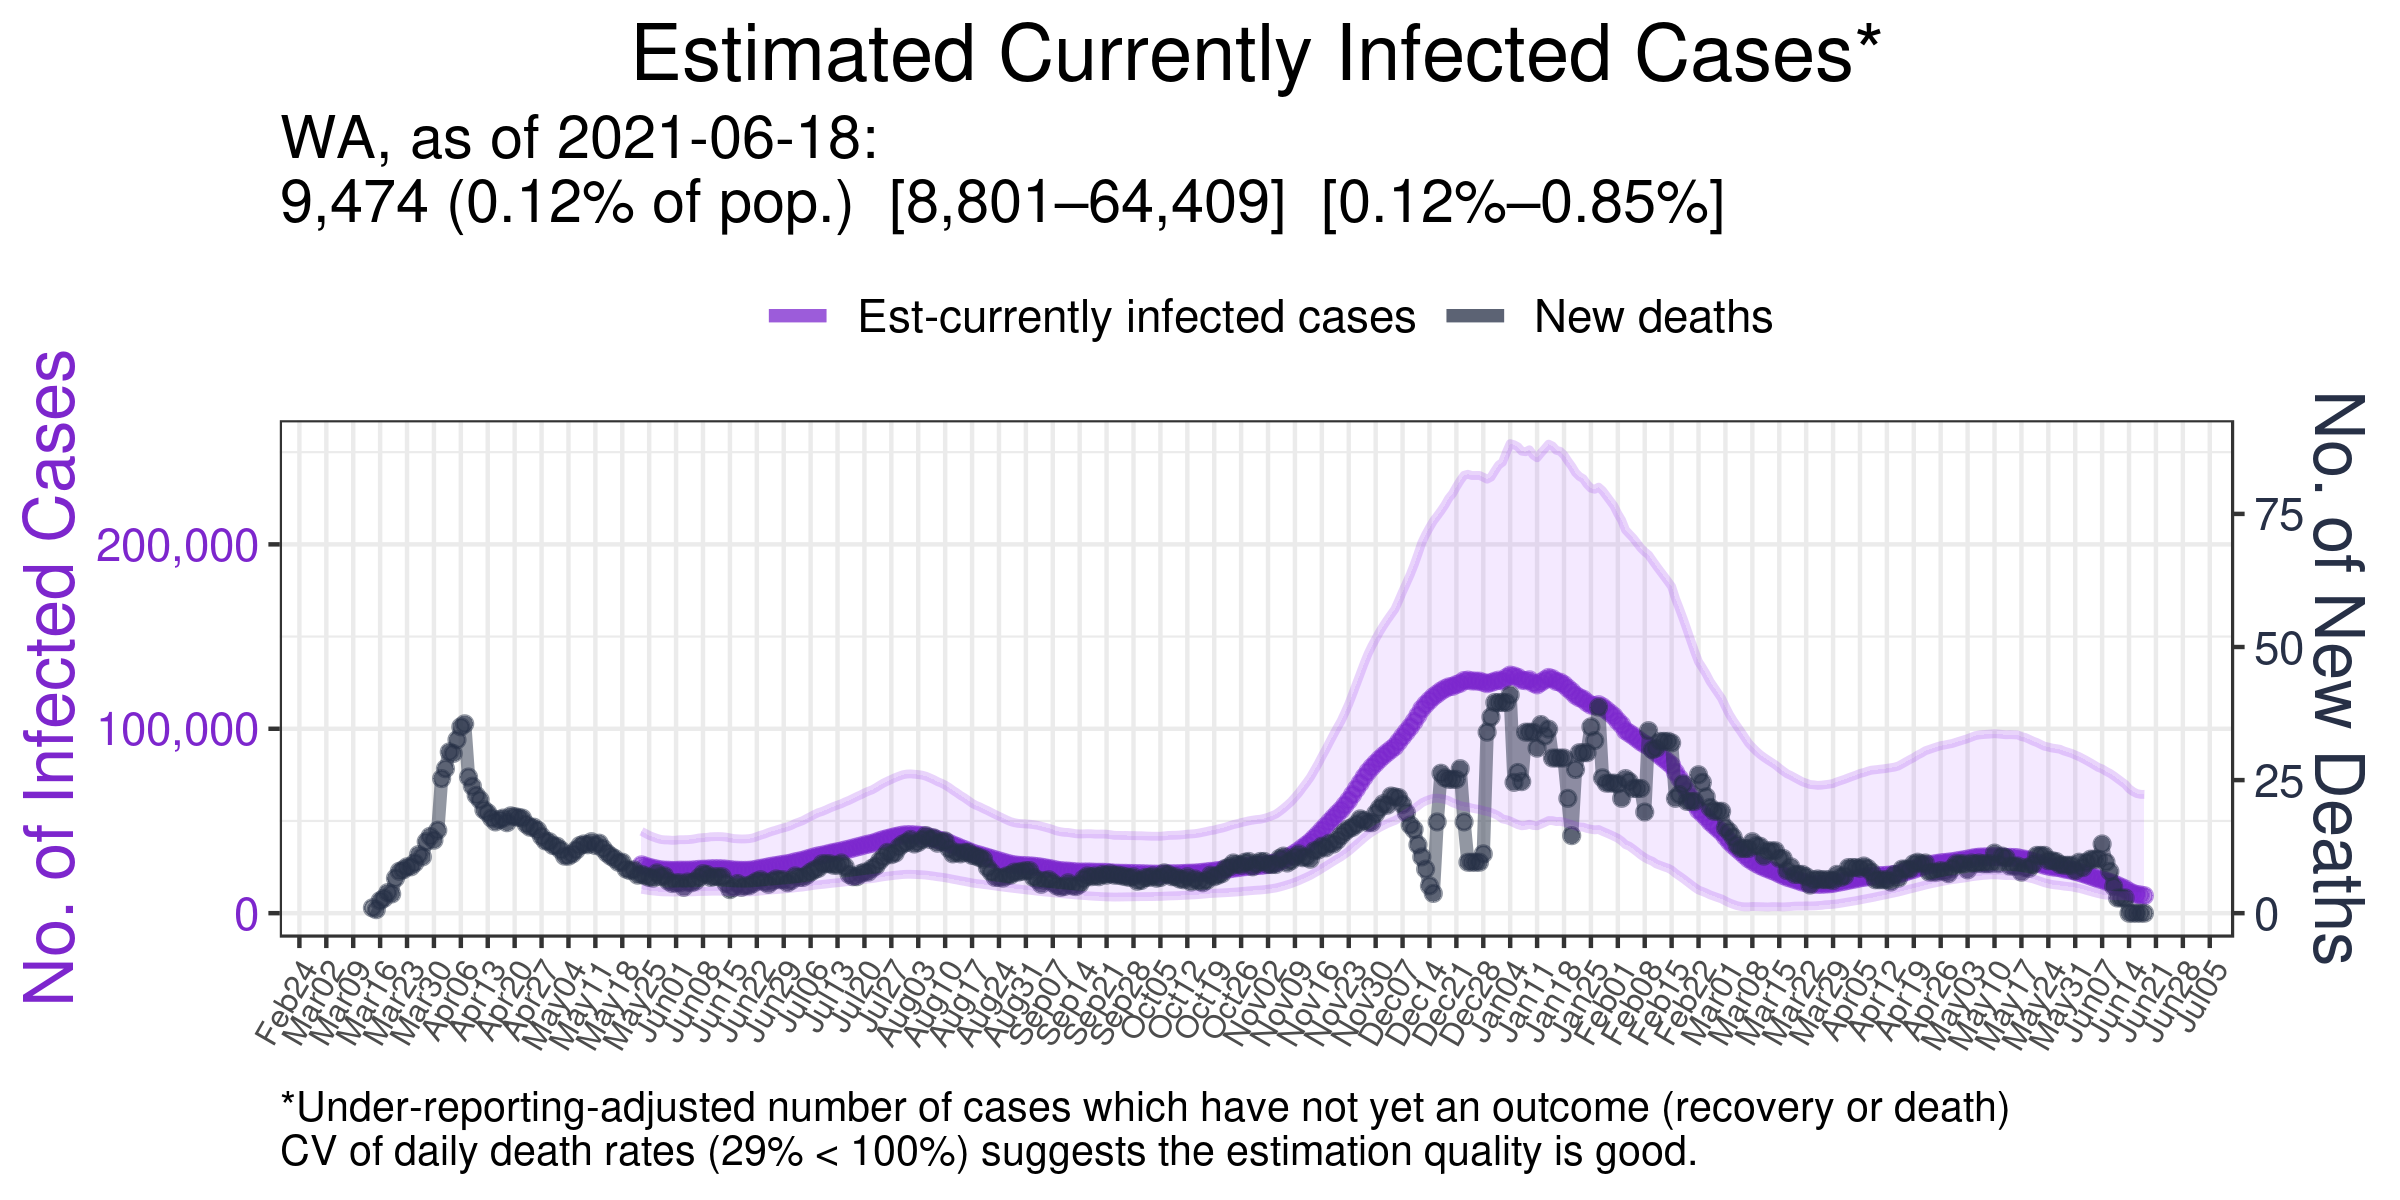 Estimated Currently Infected Cases*
WA, as of 2021-06-18:
9,474 (0.12% of pop.) [8,801–64,409] [0.12%–0.85%]
Est-currently infected cases
New deaths
No. of Infected Cases
200,000
100,000
0
75
50
25
0
No. of New Deaths
Feb24
Mar02
Mar09
Mar16
Mar23
Mar30
Apr06
Apr13
Apr20
Apr27
May04
May11
May18
May25
Jun01
Jun08
Jun15
Jun22
Jun29
Jul06
Jul13
Jul20
Jul27
Aug03
Aug10
Aug17
Aug24
Aug31
Sep07
Sep14
Sep21
Sep28
Oct05
Oct12
Oct19
Oct26
Nov02
Nov09
Nov16
Nov23
Nov30
Dec07
Dec14
Dec21
Dec28
Jan04
Jan11
Jan18
Jan25
Feb01
Feb08
Feb15
Feb22
Mar01
Mar08
Mar15
Mar22
Mar29
Apr05
Apr12
Apr19
Apr26
May03
May10
May17
May24
May31
Jun07
Jun14
Jun21
Jun28
Jul05
*Under-reporting-adjusted number of cases which have not yet an outcome (recovery or death)
CV of daily death rates (29% < 100%) suggests the estimation quality is good.